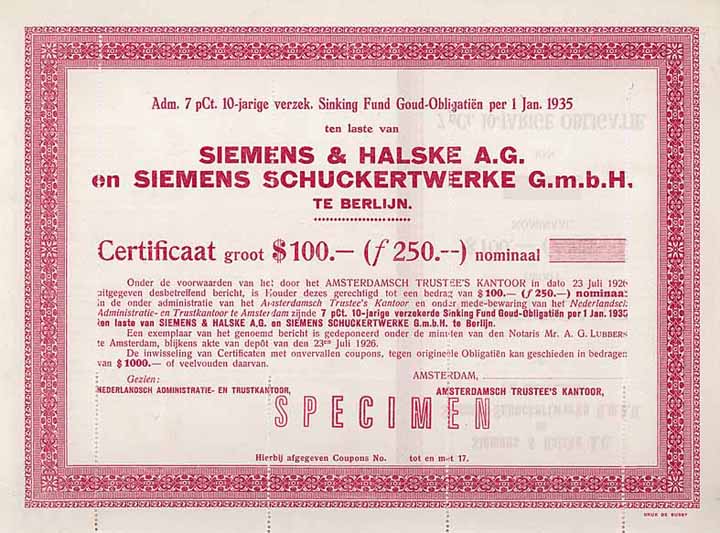 Adm. 7 pCt. 10-jarige verzek. Sinking Fund Goud-Obligatiën per 1 Jan. 1935
ten laste van
SIEMENS & HALSKE A.G.
en SIEMENS SCHUCKERTWERKE G.m.b.H.
TE BERLIJN.
Certificaat groot $100.— (ƒ 250.--) nominaal
Onder de voorwaarden van het door het AMSTERDAMSCH TRUSTEE'S KANTOOR in dato 23 Juli 1926
uitgegeven desbetreffend bericht, is Houder dezes gerechtigd tot een bedrag van $ 100.— (ƒ 250.—) nominaal
in de onder administratie van het Amsterdamsch Trustee's Kantoor en onder mede-bewaring van het Nederlandsch
Administratie- en Trustkantoor te Amsterdam zijnde 7 pCt. 10-jarige verzekerde Sinking Fund Goud-Obligatiën per 1 Jan. 1935
ten laste van SIEMENS & HALSKE A.G. en SIEMENS SCHUCKERTWERKE G.m.b.H. te Berlijn.
Een exemplaar van het genoemd bericht is gedeponeerd onder de minuten van den Notaris Mr. A. G. LUBBERS
te Amsterdam, blijkens akte van depôt van den 23en Juli 1926.
De inwisseling van Certificaten met onvervallen coupons, tegen origineele Obligatiën kan geschieden in bedragen
van $ 1000.— of veelvouden daarvan.
Gezien: AMSTERDAM,
NEDERLANDSCH ADMINISTRATIE- EN TRUSTKANTOOR, AMSTERDAMSCH TRUSTEE'S KANTOOR,
SPECIMEN
Hierbij afgegeven Coupons No. tot en met 17.
DRUK DE BUSSY